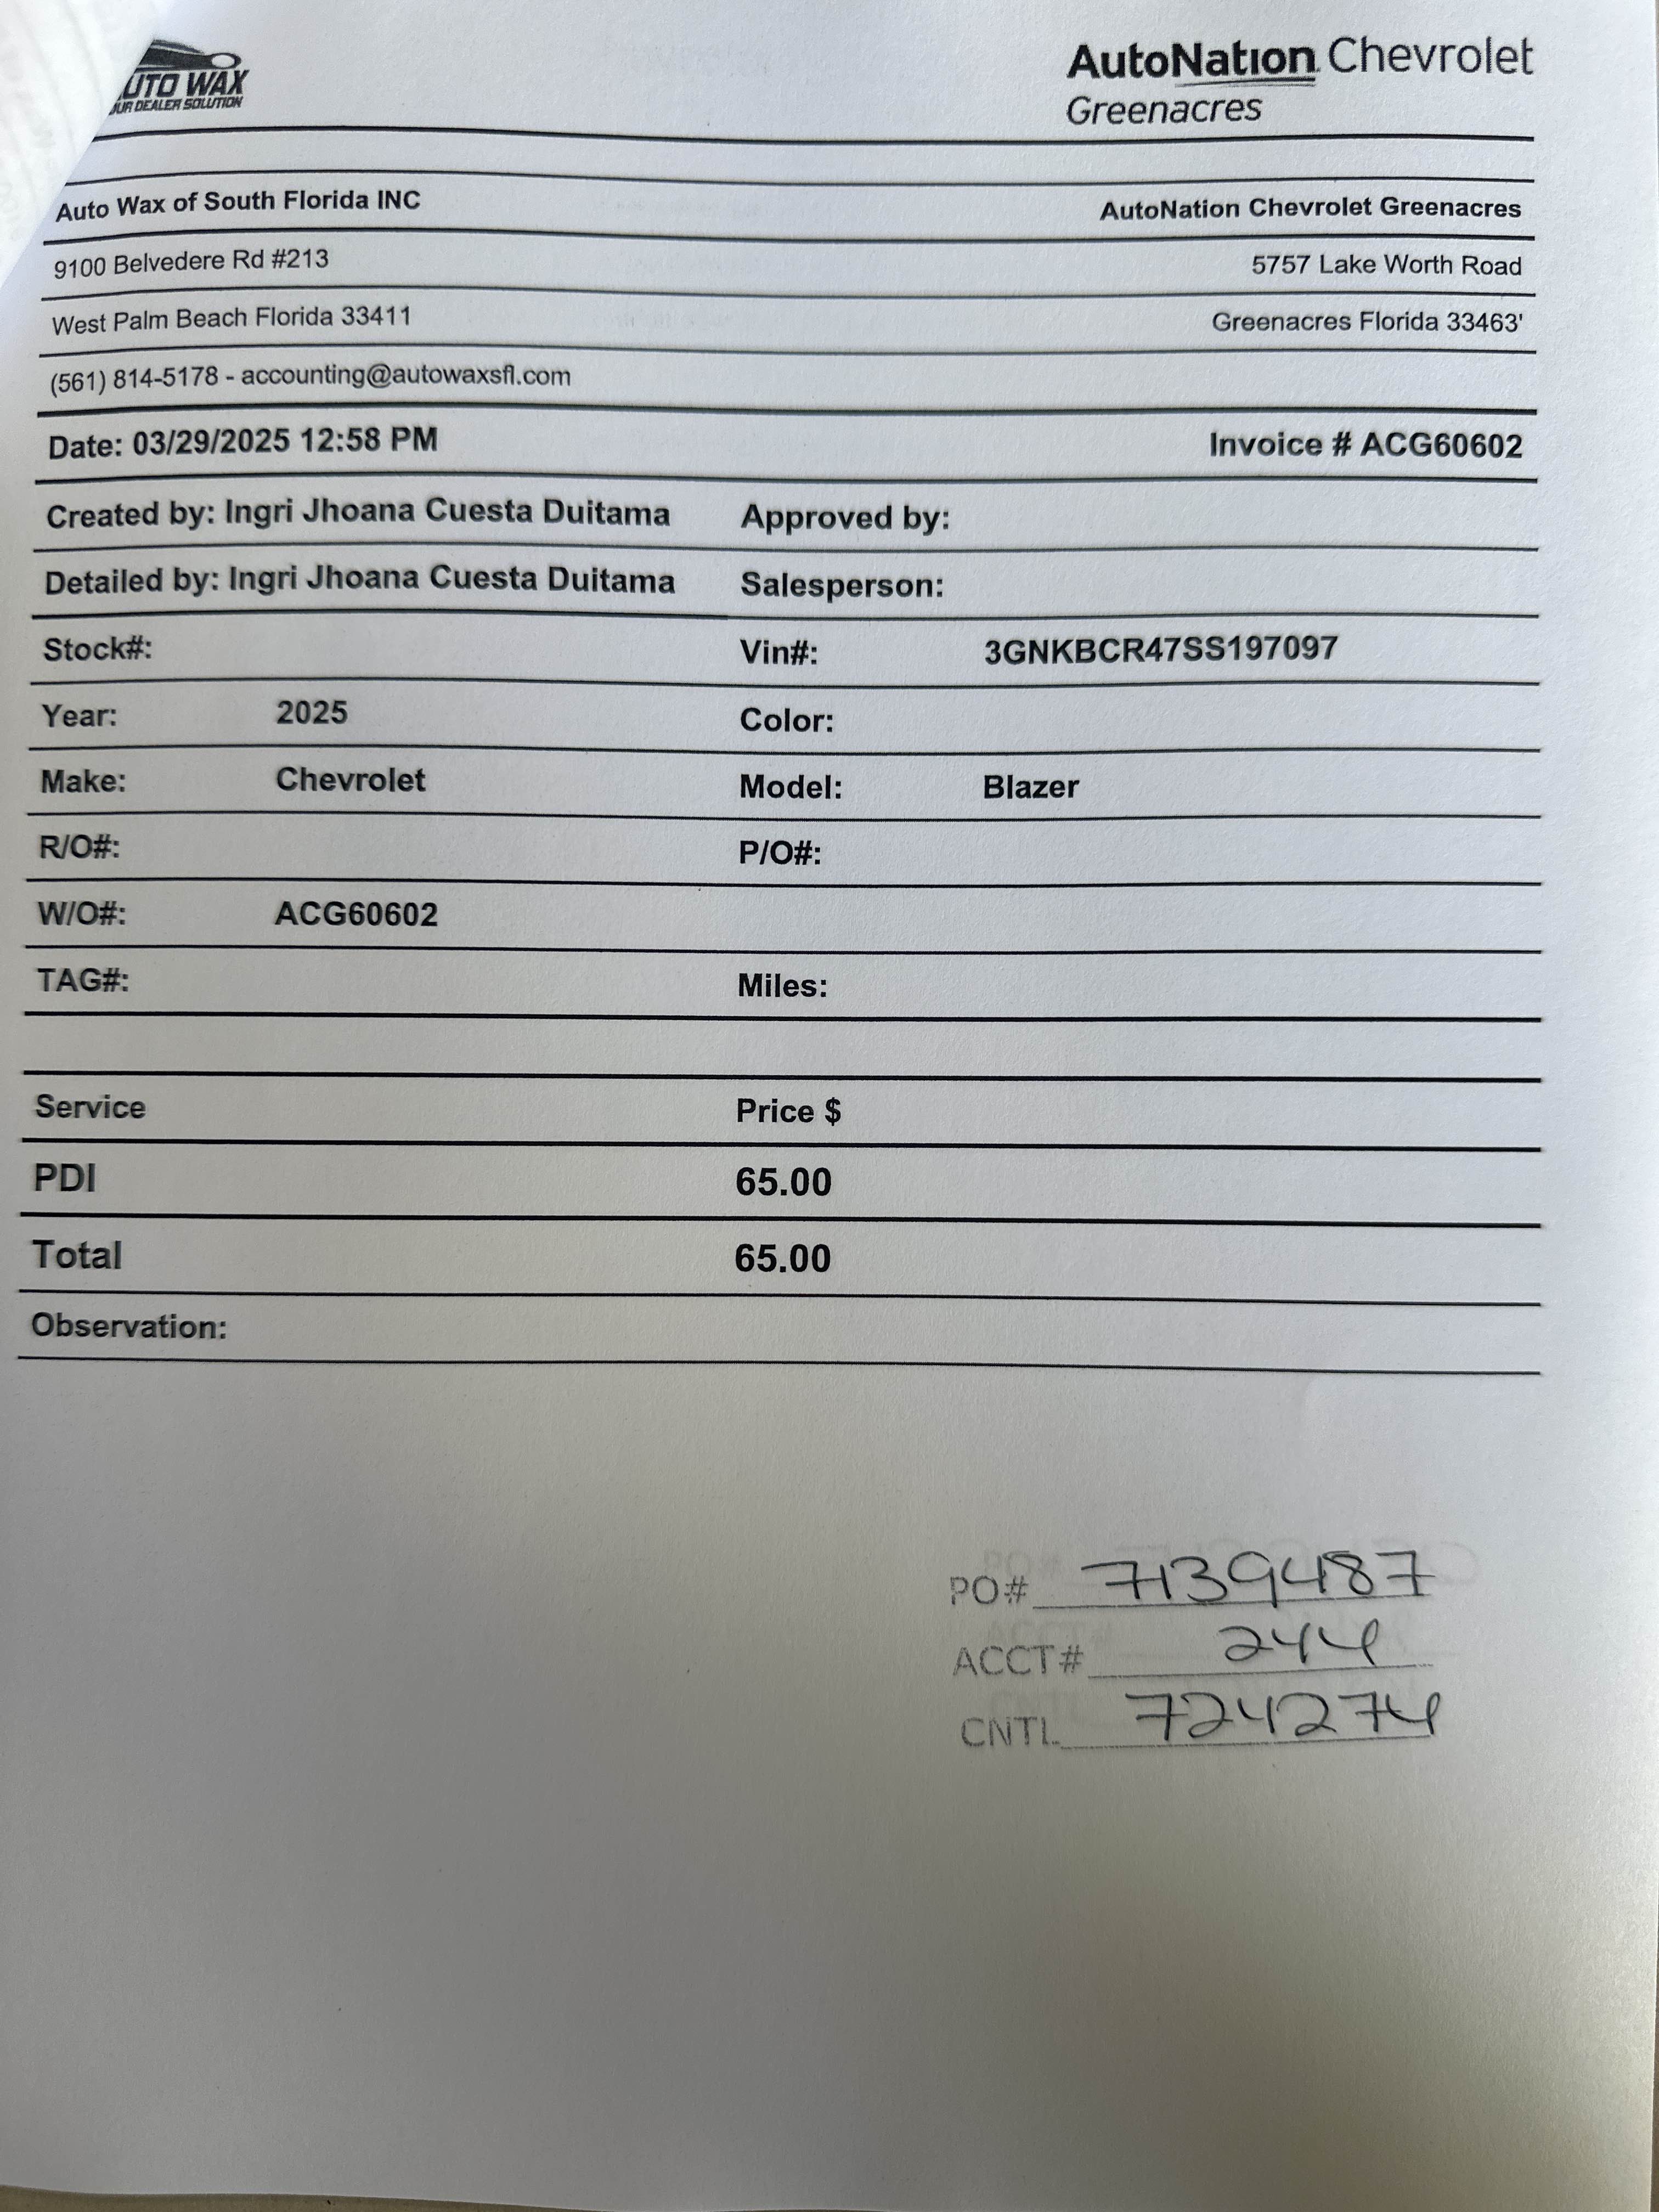 UTO WAX
UR DEALER SOLUTION
AutoNation Chevrolet
Greenacres
Auto Wax of South Florida INC
AutoNation Chevrolet Greenacres
9100 Belvedere Rd #213
5757 Lake Worth Road
West Palm Beach Florida 33411
Greenacres Florida 33463'
(561) 814-5178 - accounting@autowaxsfl.com
Date: 03/29/2025 12:58 PM Invoice # ACG60602
Created by: Ingri Jhoana Cuesta Duitama Approved by:
Detailed by: Ingri Jhoana Cuesta Duitama Salesperson:
Stock#: Vin#: 3GNKBCR47SS197097
Year: 2025 Color:
Make: Chevrolet Model: Blazer
R/O#: P/O#:
W/O#: ACG60602
TAG#: Miles:
Service Price $
PDI 65.00
Total 65.00
Observation:
PO# 7139487
ACCT# 244
CNTL 724274